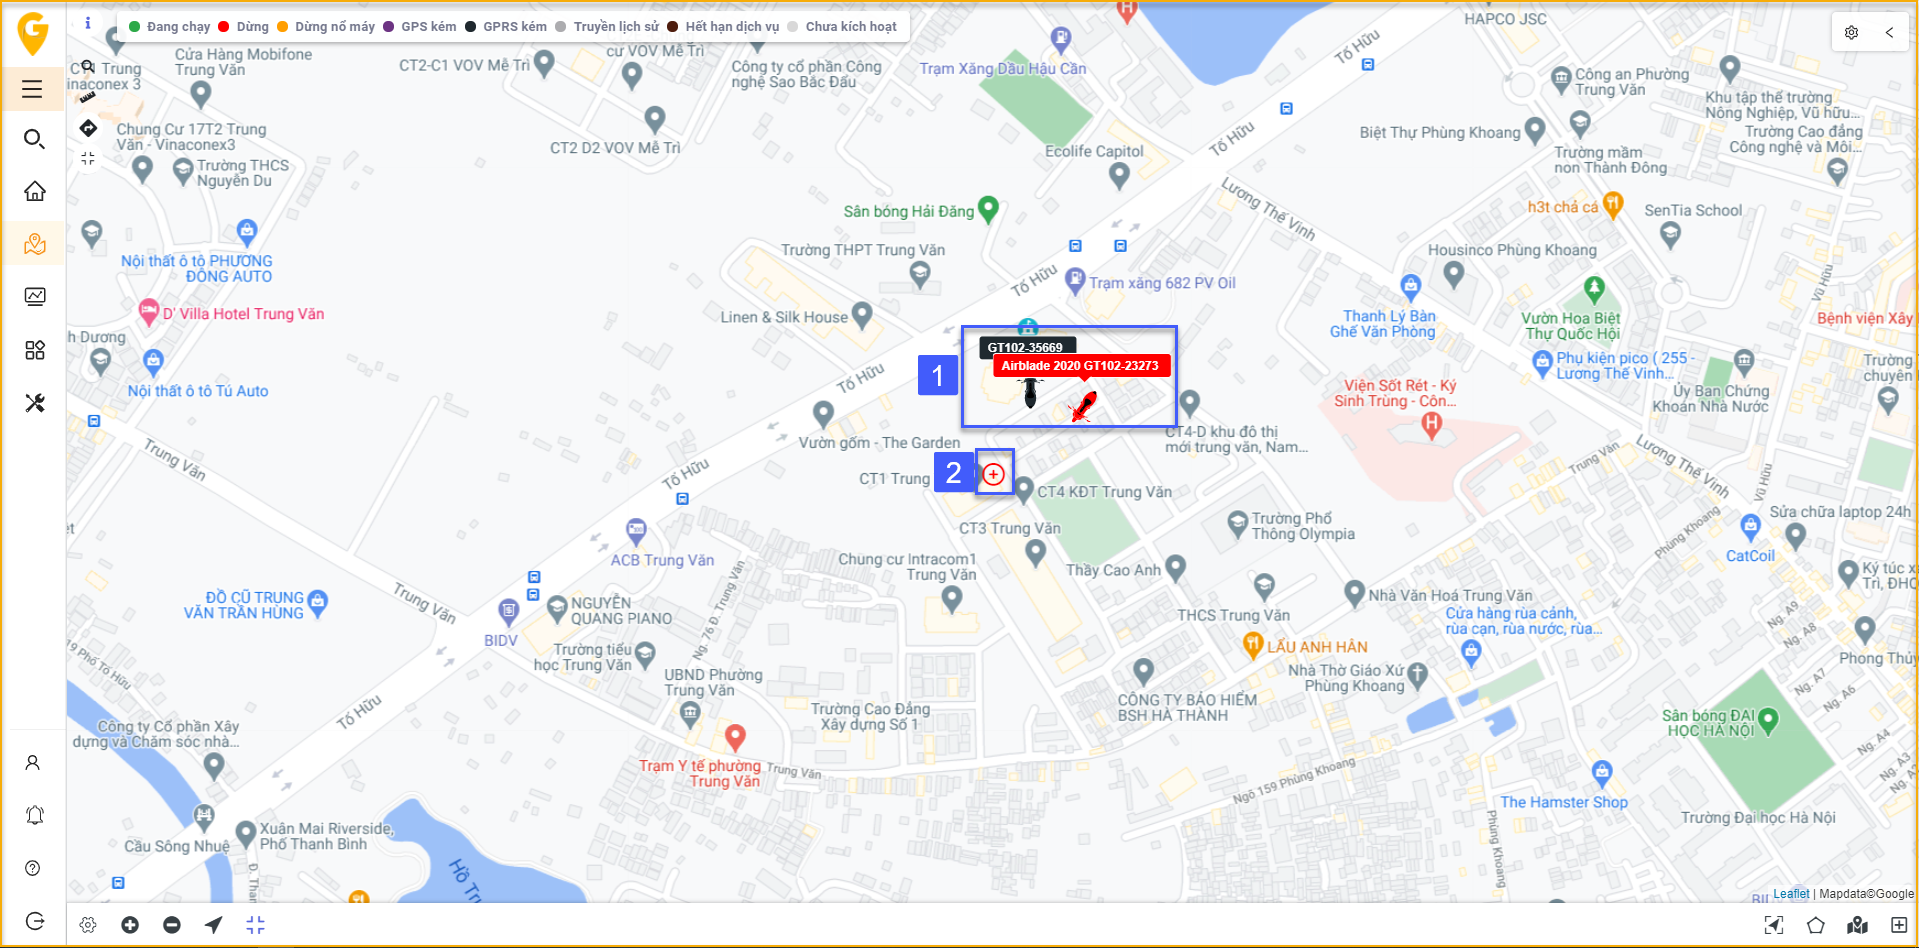 Đang chạy
Dừng
Dừng nổ máy
GPS kém
GPRS kém
Truyền lịch sử
Hết hạn dịch vụ
Chưa kích hoạt
HAPCO JSC
Cửa Hàng Mobifone
Trung Văn
Trung
inaconex 3
CT2-C1 VOV Mễ Trì
cư VOV Mễ Trì
Công ty cổ phần Công
nghệ Sao Bắc Đẩu
Trạm Xăng Dầu Hậu Cần
Tố Hữu
Công an Phường
Trung Văn
Khu tập thể trường
Nông Nghiệp, Vũ hữu...
Chung Cư 17T2 Trung
Văn - Vinaconex3
Trường THCS
Nguyễn Du
CT2 D2 VOV Mễ Trì
Ecolife Capitol
Tố Hữu
Biệt Thự Phùng Khoang
Trường mầm
non Thành Đông
Trường Cao đẳng
Công nghệ và Môi...
Sân bóng Hải Đăng
Lương Thế Vinh
h3t chả cá
SenTia School
Trường THPT Trung Văn
Housinco Phùng Khoang
Nội thất ô tô PHƯƠNG
ĐÔNG AUTO
Tố Hữu
Trạm xăng 682 PV Oil
Vũ Hữu
D' Villa Hotel Trung Văn
Linen & Silk House
Thanh Lý Bàn
Ghế Văn Phòng
Vườn Hoa Biệt
Thự Quốc Hội
Bệnh viện Xây
h Dương
GT102-35669
Airblade 2020 GT102-23273
1
Phụ kiện pico ( 255 -
Lương Thế Vinh...
Trường
chuyên
Nội thất ô tô Tú Auto
Tố Hữu
Viện Sốt Rét - Ký
Sinh Trùng - Côn...
Ủy Ban Chứng
Khoán Nhà Nước
Trung Văn
Vườn gốm - The Garden
CT4-D khu đô thị
mới trung văn, Nam...
Lương Thế Vinh
Tố Hữu
CT1 Trung
2
CT4 KĐT Trung Văn
Trung Văn
Vũ Hữu
CT3 Trung Văn
Trường Phổ
Thông Olympia
Phùng Khoang
Sửa chữa laptop 24h
ACB Trung Văn
Chung cư Intracom1
Trung Văn
Thầy Cao Anh
CatCoil
Ký túc x
Trì, ĐHQ
ĐỒ CŨ TRUNG
VĂN TRẦN HÙNG
Trung Văn
NGUYỄN
QUANG PIANO
Ng. 76 Đ. Trung Văn
BIDV
THCS Trung Văn
Nhà Văn Hoá Trung Văn
Cửa hàng rùa cảnh,
rùa cạn, rùa nước, rùa...
Ng. A9
Ng. A8
19 Phố Tố Hữu
Trường tiểu
học Trung Văn
LẨU ANH HÂN
Phong Thủy
UBND Phường
Trung Văn
Nhà Thờ Giáo Xứ
Phùng Khoang
Ng. A7
Ng. A6
Tố Hữu
Trường Cao Đẳng
Xây dựng Số 1
CÔNG TY BẢO HIỂM
BSH HÀ THÀNH
Sân bóng ĐẠI
HỌC HÀ NỘI
Ng. A4
Công ty Cổ phần Xây
dựng và Chăm sóc nhà...
Trạm Y tế phường
Trung Văn
Trung Văn
Ngõ 159 Phùng Khoang
Ng. A3
The Hamster Shop
Phùng Khoang
Trường Đại học Hà Nội
Cầu Sông Nhuệ
Xuân Mai Riverside,
Phố Thanh Bình
Đ. Thanh
Hồ Tru
Leaflet | Mapdata©Google